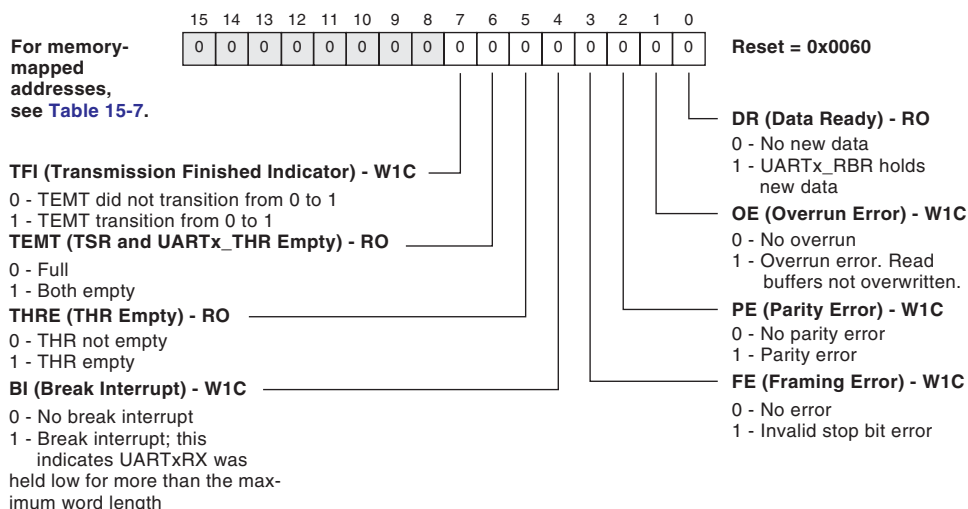 15 14 13 12 11 10 9 8 7 6 5 4 3 2 1 0
0 0 0 0 0 0 0 0 0 0 0 0 0 0 0 0
Reset = 0x0060
For memory-
mapped
addresses,
see Table 15-7.
TFI (Transmission Finished Indicator) - W1C
0 - TEMT did not transition from 0 to 1
1 - TEMT transition from 0 to 1
TEMT (TSR and UARTx_THR Empty) - RO
0 - Full
1 - Both empty
THRE (THR Empty) - RO
0 - THR not empty
1 - THR empty
BI (Break Interrupt) - W1C
0 - No break interrupt
1 - Break interrupt; this
indicates UARTxRX was
held low for more than the max-
imum word length
DR (Data Ready) - RO
0 - No new data
1 - UARTx_RBR holds
new data
OE (Overrun Error) - W1C
0 - No overrun
1 - Overrun error. Read
buffers not overwritten.
PE (Parity Error) - W1C
0 - No parity error
1 - Parity error
FE (Framing Error) - W1C
0 - No error
1 - Invalid stop bit error